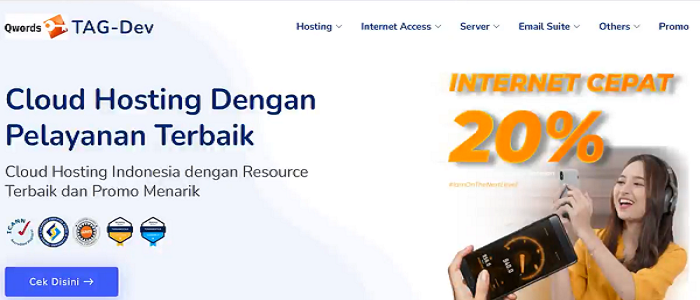 Qwords TAG-Dev
Hosting Internet Access Server Email Suite Others Promo
Cloud Hosting Dengan
Pelayanan Terbaik
Cloud Hosting Indonesia dengan Resource
Terbaik dan Promo Menarik
ICANN
Cek Disini →
INTERNET CEPAT
20%